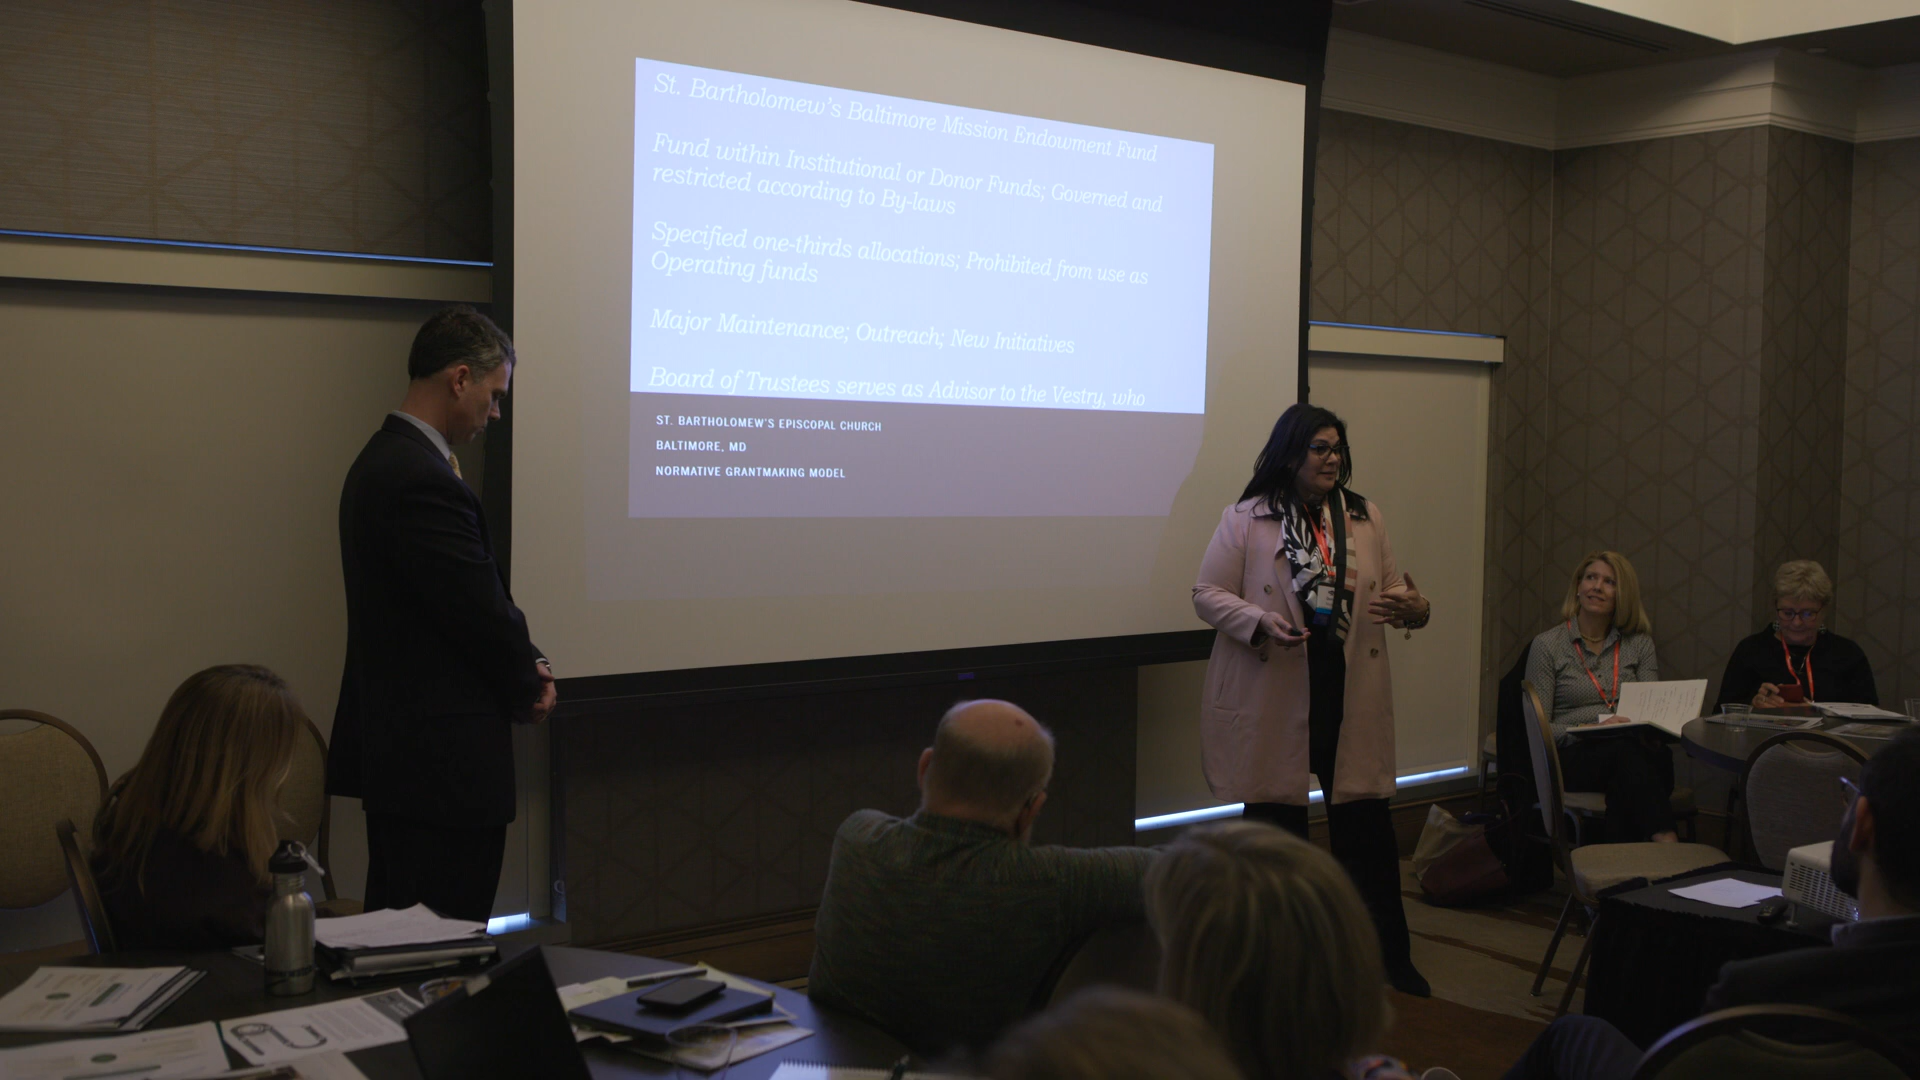 St. Bartholomew's Baltimore Mission Endowment Fund
Fund within Institutional or Donor Funds; Governed and
restricted according to By-laws
Specified one-thirds allocations; Prohibited from use as
Operating funds
Major Maintenance; Outreach; New Initiatives
Board of Trustees serves as Advisor to the Vestry, who
ST. BARTHOLOMEW'S EPISCOPAL CHURCH
BALTIMORE, MD
NORMATIVE GRANTMAKING MODEL